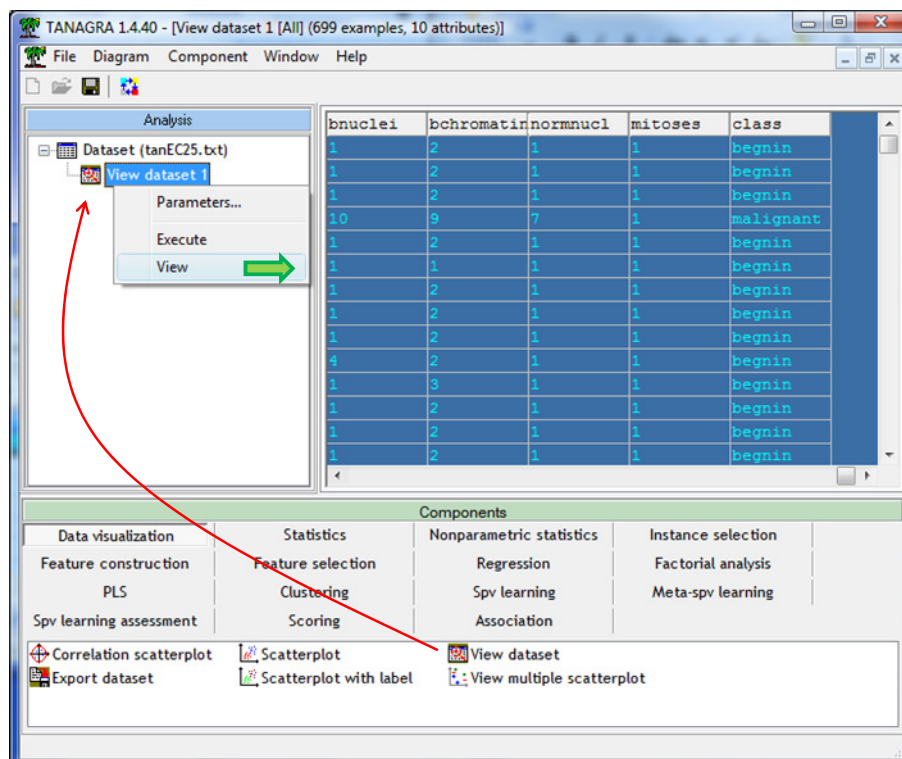 TANAGRA 1.4.40 - [View dataset 1 [All] (699 examples, 10 attributes)]
File Diagram Component Window Help
Analysis
Dataset (tanEC25.txt)
View dataset 1
Parameters...
Execute
View
bnuclei bchromatin normnucl mitoses class
1 2 1 1 begnin
1 2 1 1 begnin
1 2 1 1 begnin
10 9 7 1 malignant
1 2 1 1 begnin
1 1 1 1 begnin
1 2 1 1 begnin
1 2 1 1 begnin
1 2 1 1 begnin
4 2 1 1 begnin
1 3 1 1 begnin
1 2 1 1 begnin
1 2 1 1 begnin
1 2 1 1 begnin
Components
Data visualization Statistics Nonparametric statistics Instance selection
Feature construction Feature selection Regression Factorial analysis
PLS Clustering Spv learning Meta-spv learning
Spv learning assessment Scoring Association
Correlation scatterplot Scatterplot View dataset
Export dataset Scatterplot with label View multiple scatterplot